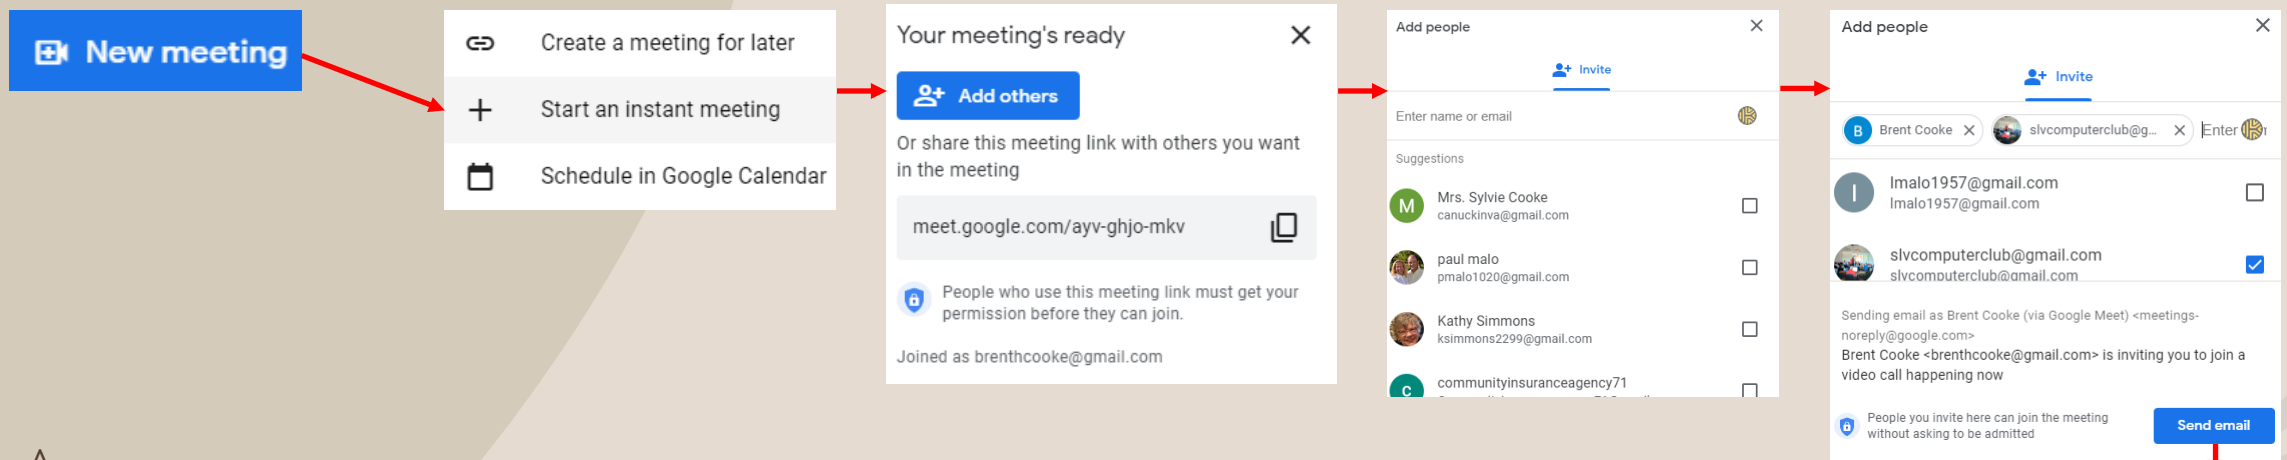 New meeting
Create a meeting for later
Start an instant meeting
Schedule in Google Calendar
Your meeting's ready
Add others
Or share this meeting link with others you want
in the meeting
meet.google.com/ayv-ghjo-mkv
People who use this meeting link must get your
permission before they can join.
Joined as brenthcooke@gmail.com
Add people
Invite
Enter name or email
Suggestions
M
Mrs. Sylvie Cooke
canuckinva@gmail.com
paul malo
pmalo1020@gmail.com
Kathy Simmons
ksimmons2299@gmail.com
C
communityinsuranceagency71
Add people
Invite
B Brent Cooke slvcomputerclub@g... Enter
lmalo1957@gmail.com
lmalo1957@gmail.com
slvcomputerclub@gmail.com
slvcomputerclub@gmail.com
Sending email as Brent Cooke (via Google Meet) <meetings-
noreply@google.com>
Brent Cooke <brenthcooke@gmail.com> is inviting you to join a
video call happening now
People you invite here can join the meeting
without asking to be admitted
Send email